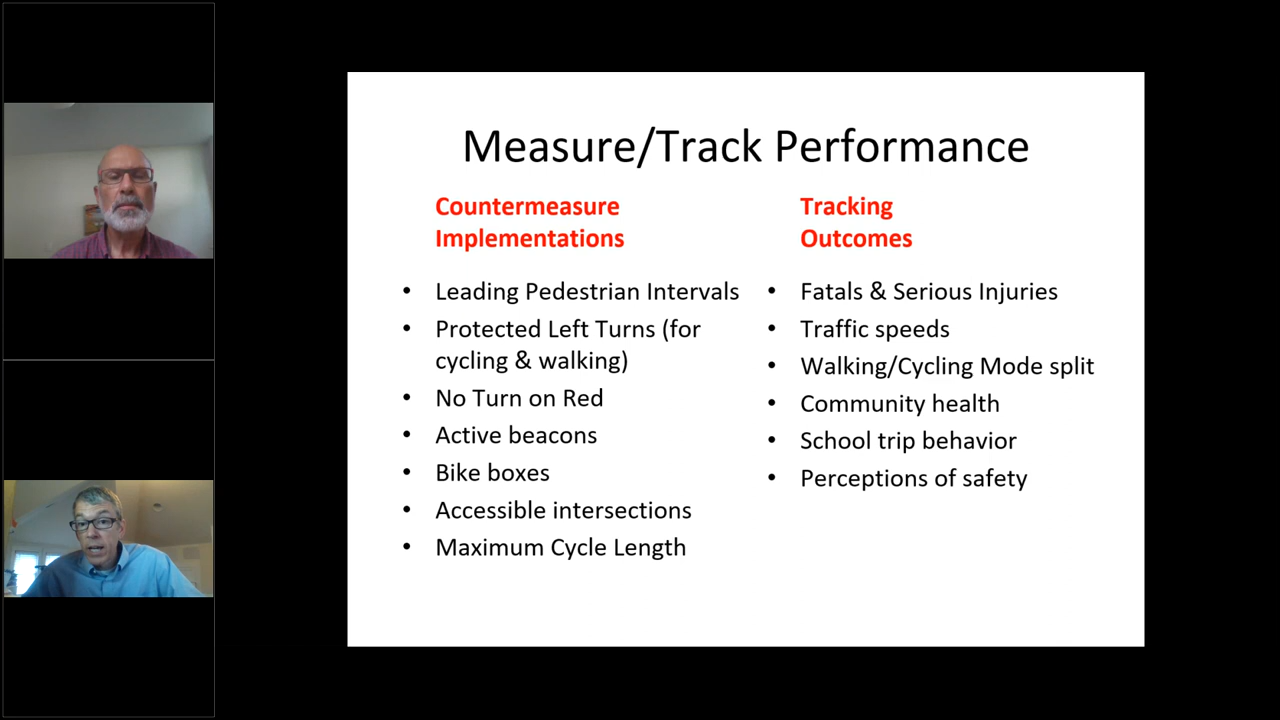 Measure/Track Performance
Countermeasure
Implementations
• Leading Pedestrian Intervals
• Protected Left Turns (for
cycling & walking)
• No Turn on Red
• Active beacons
• Bike boxes
• Accessible intersections
• Maximum Cycle Length
Tracking
Outcomes
• Fatals & Serious Injuries
• Traffic speeds
• Walking/Cycling Mode split
• Community health
• School trip behavior
• Perceptions of safety